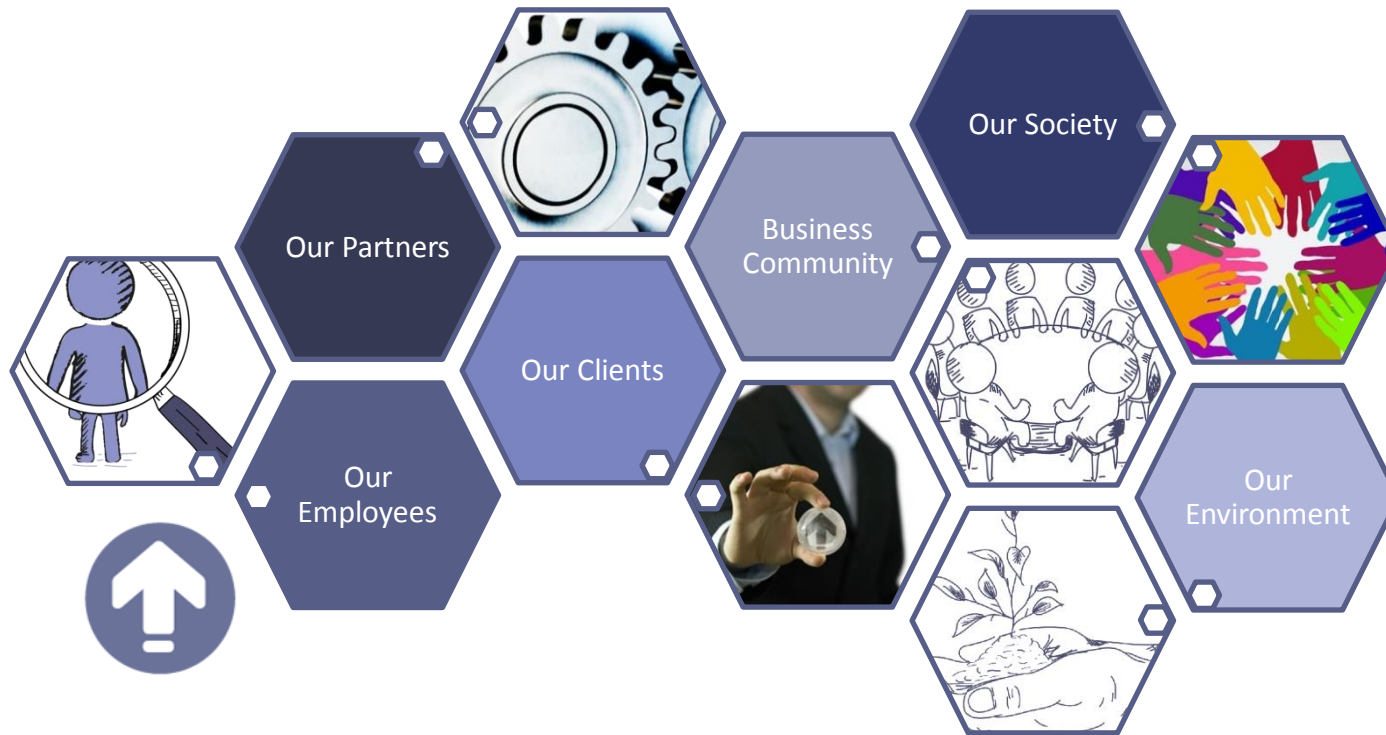 Our Society
Our Partners
Business
Community
Our Clients
Our
Employees
Our
Environment